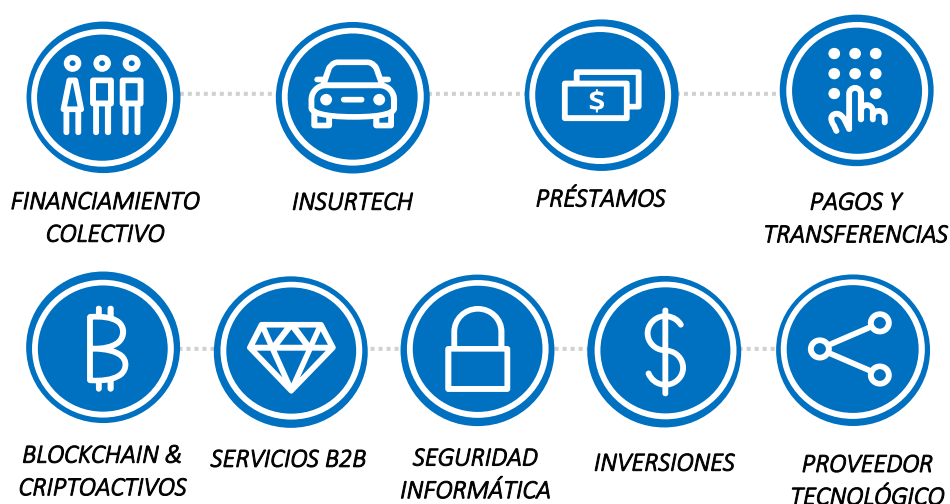 $
FINANCIAMIENTO
COLECTIVO
INSURTECH
PRÉSTAMOS
PAGOS Y
TRANSFERENCIAS
BLOCKCHAIN &
CRIPTOACTIVOS
SERVICIOS B2B
SEGURIDAD
INFORMÁTICA
INVERSIONES
PROVEEDOR
TECNOLÓGICO